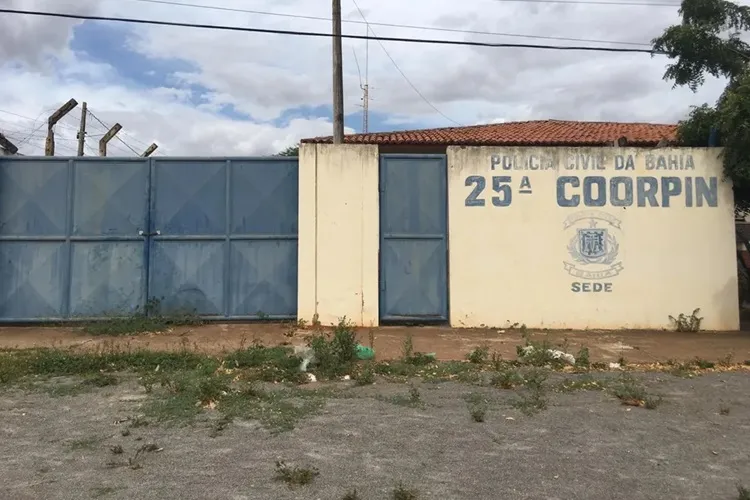 POLICIA CIVIL DA BAHIA
25ª COORPIN
SEDE